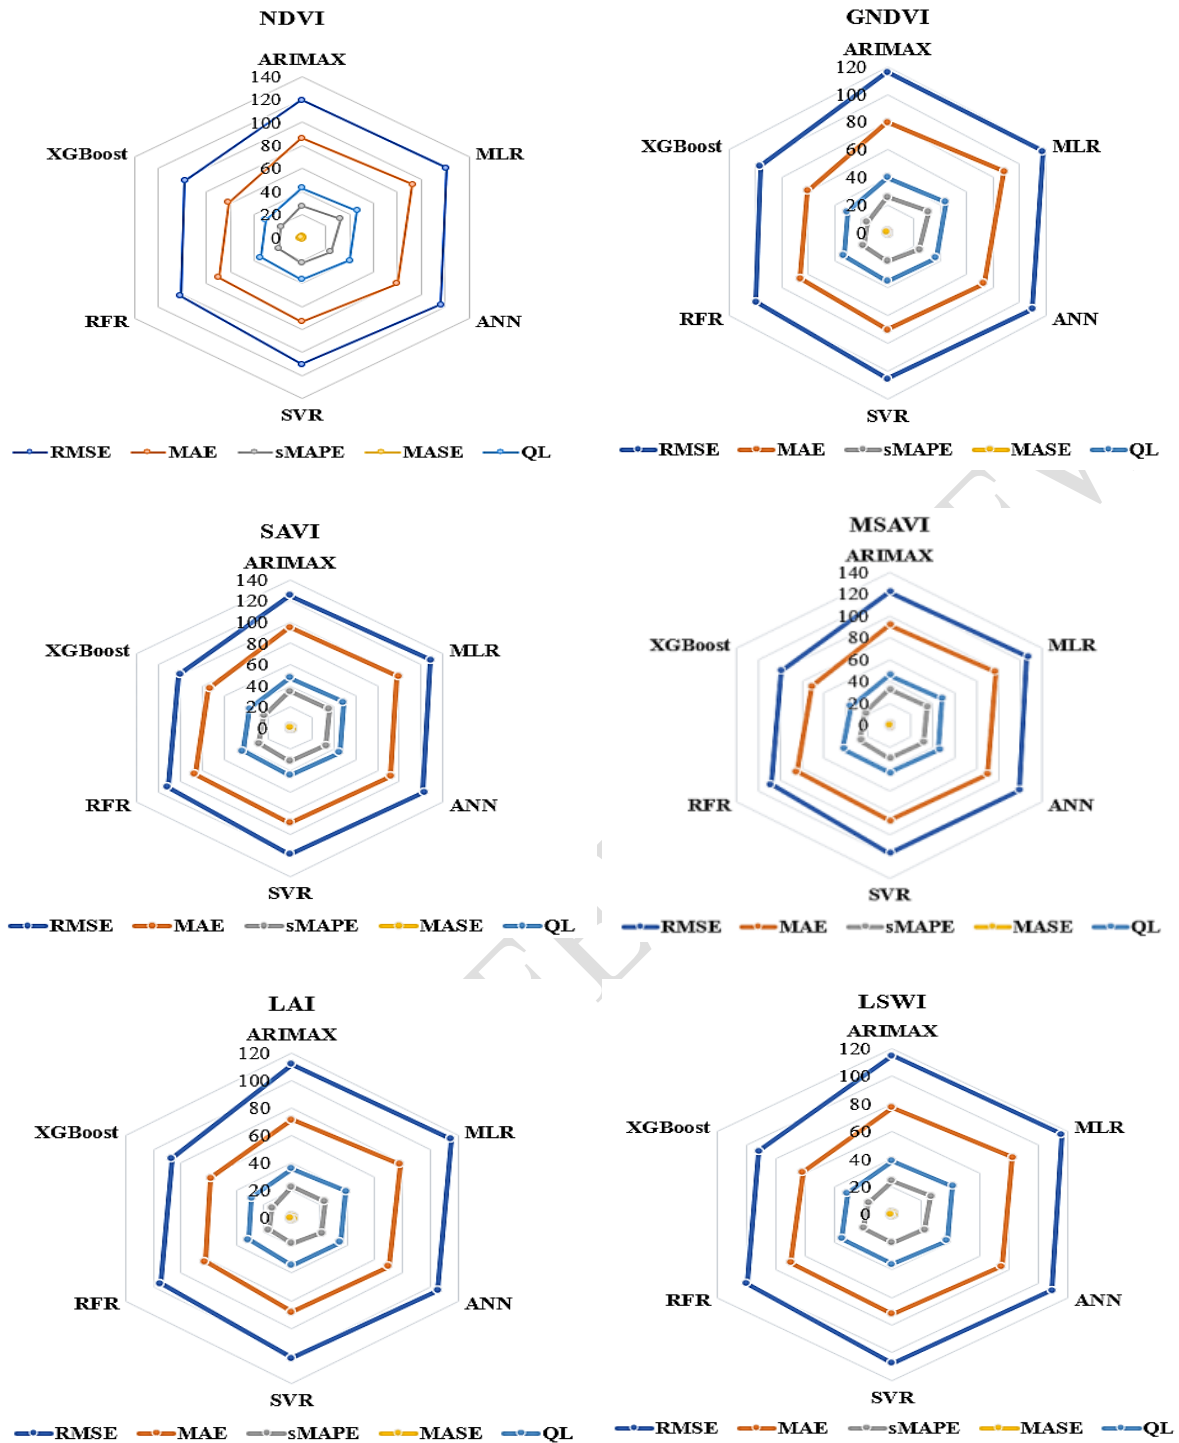 NDVI
ARIMAX
140
120
100
80
60
40
20
0
XGBoost
MLR
RFR
ANN
SVR
RMSE MAE sMAPE MASE QL
GNDVI
ARIMAX
120
100
80
60
40
20
0
XGBoost
MLR
RFR
ANN
SVR
RMSE MAE sMAPE MASE QL
SAVI
ARIMAX
140
120
100
80
60
40
20
0
XGBoost
MLR
RFR
ANN
SVR
RMSE MAE sMAPE MASE QL
MSAVI
ARIMAX
140
120
100
80
60
40
20
0
XGBoost
MLR
RFR
ANN
SVR
RMSE MAE sMAPE MASE QL
LAI
ARIMAX
120
100
80
60
40
20
0
XGBoost
MLR
RFR
ANN
SVR
RMSE MAE sMAPE MASE QL
LSWI
ARIMAX
120
100
80
60
40
20
0
XGBoost
MLR
RFR
ANN
SVR
RMSE MAE sMAPE MASE QL